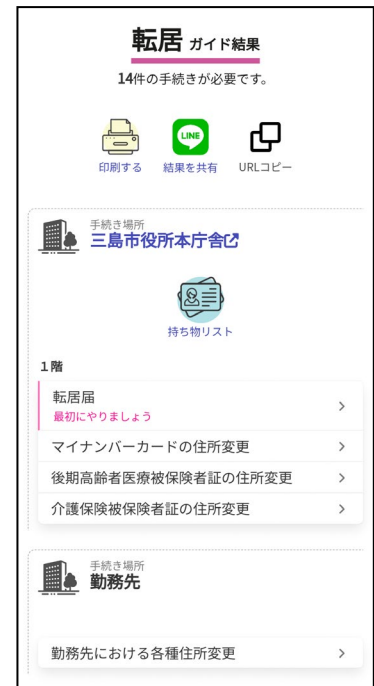 転居 ガイド結果
14件の手続きが必要です。
LINE
印刷する 結果を共有 URLコピー
手続き場所
三島市役所本庁舎
持ち物リスト
1階
転居届
最初にやりましょう
マイナンバーカードの住所変更
後期高齢者医療被保険者証の住所変更
介護保険被保険者証の住所変更
手続き場所
勤務先
勤務先における各種住所変更